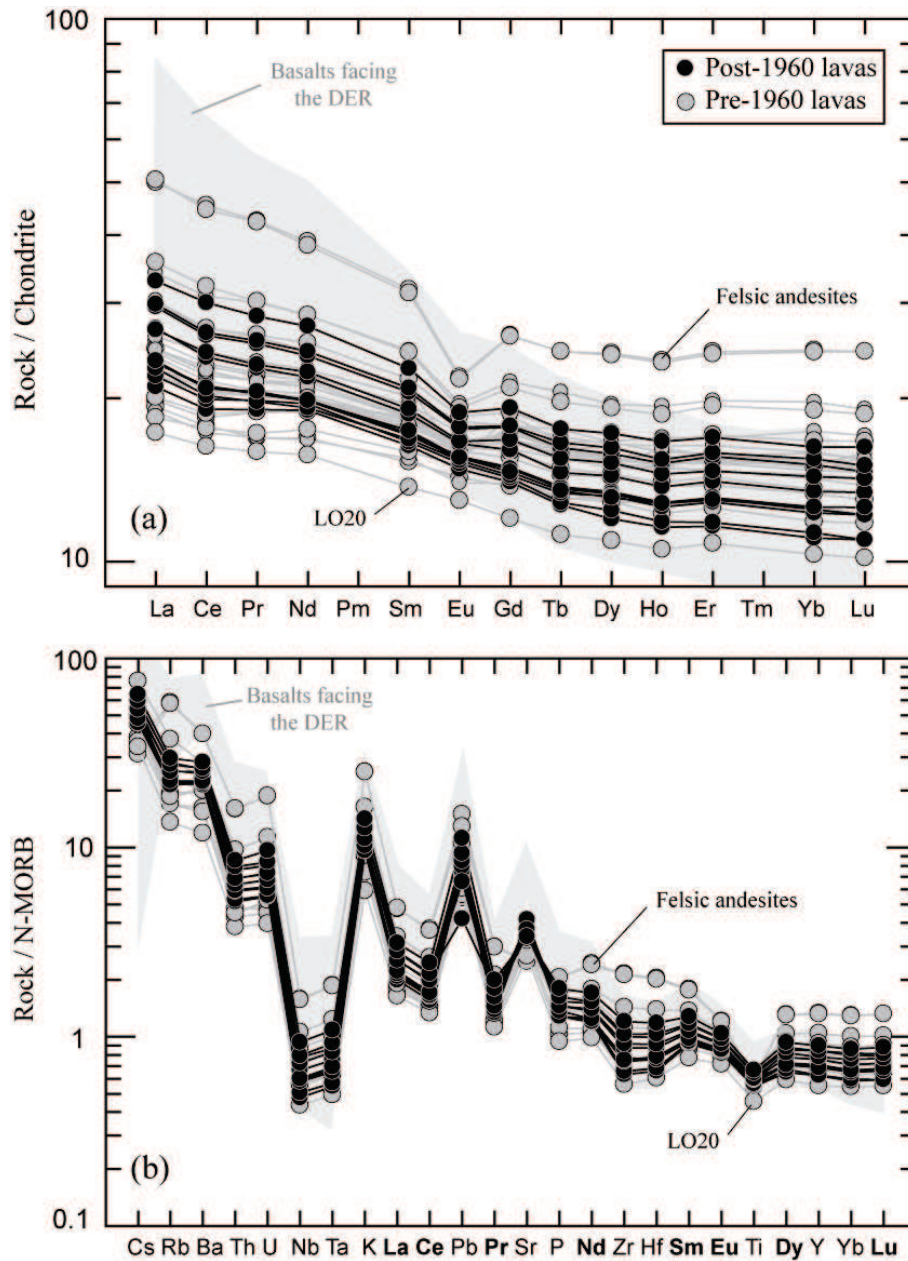 100
Basalts facing
the DER
Post-1960 lavas
Pre-1960 lavas
Rock / Chondrite
Felsic andesites
LO20
(a)
10
La Ce Pr Nd Pm Sm Eu Gd Tb Dy Ho Er Tm Yb Lu
100
Basalts facing
the DER
10
Rock / N-MORB
Felsic andesites
1
LO20
(b)
0.1
Cs Rb Ba Th U Nb Ta K La Ce Pb Pr Sr P Nd Zr Hf Sm Eu Ti Dy Y Yb Lu